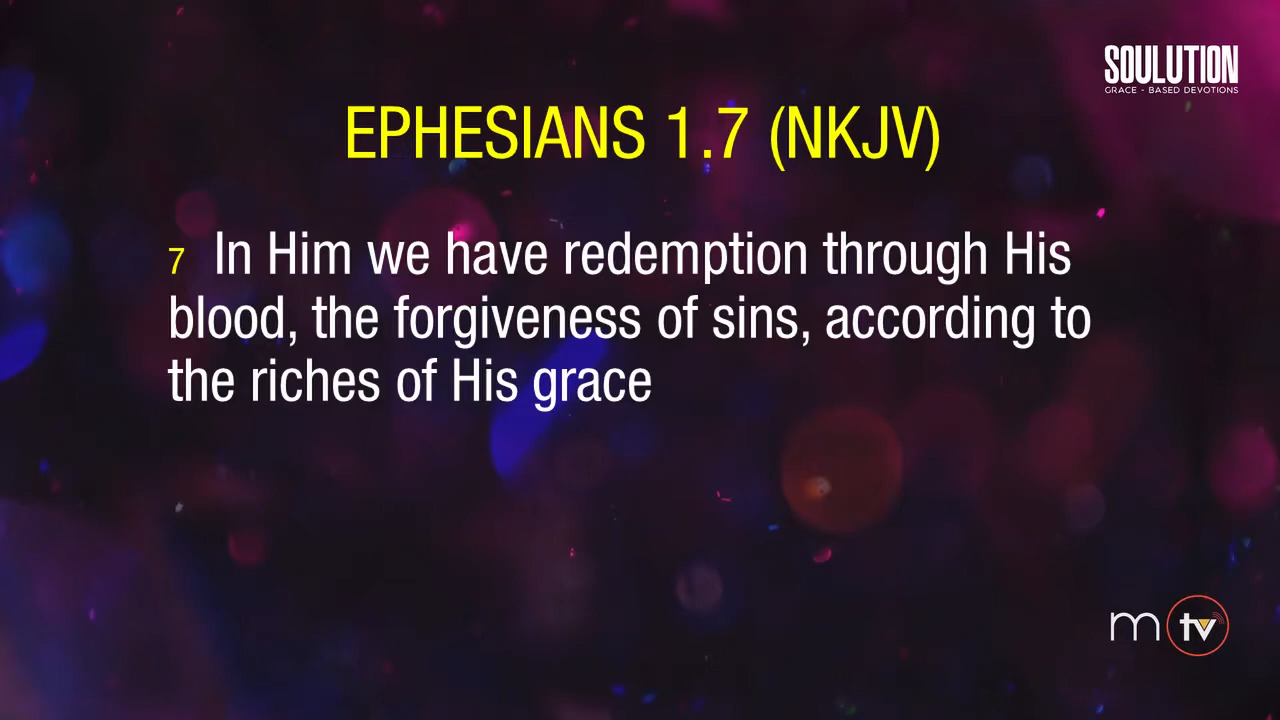 SOULUTION
GRACE - BASED DEVOTIONS
EPHESIANS 1.7 (NKJV)
7 In Him we have redemption through His
blood, the forgiveness of sins, according to
the riches of His grace
m tv